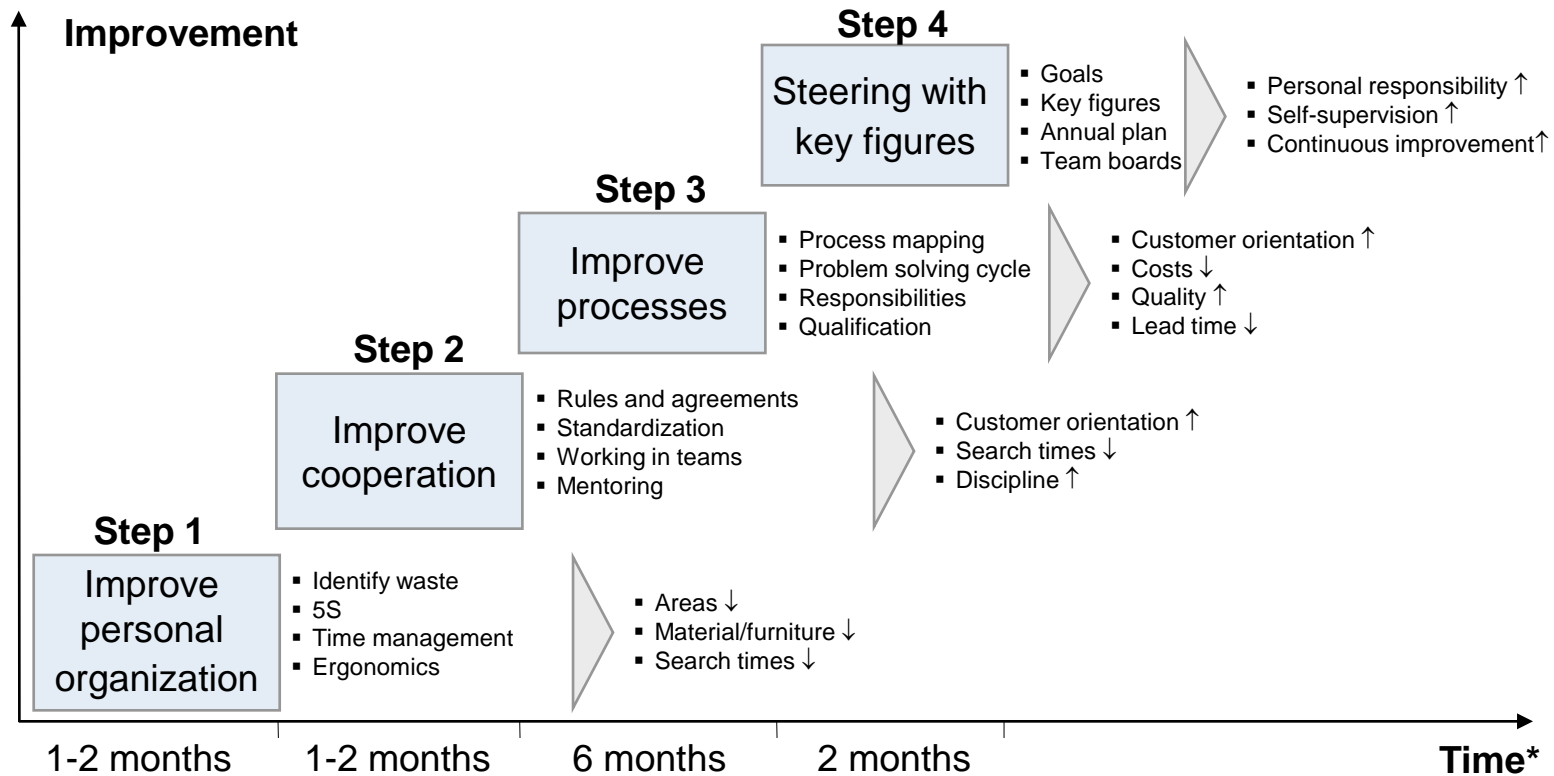 Improvement
Step 4
Steering with
key figures
▪ Goals
▪ Key figures
▪ Annual plan
▪ Team boards
▪ Personal responsibility ↑
▪ Self-supervision ↑
▪ Continuous improvement↑
Step 3
Improve
processes
▪ Process mapping
▪ Problem solving cycle
▪ Responsibilities
▪ Qualification
▪ Customer orientation ↑
▪ Costs ↓
▪ Quality ↑
▪ Lead time ↓
Step 2
Improve
cooperation
▪ Rules and agreements
▪ Standardization
▪ Working in teams
▪ Mentoring
▪ Customer orientation ↑
▪ Search times ↓
▪ Discipline ↑
Step 1
Improve
personal
organization
▪ Identify waste
▪ 5S
▪ Time management
▪ Ergonomics
▪ Areas ↓
▪ Material/furniture ↓
▪ Search times ↓
1-2 months
1-2 months
6 months
2 months
Time*